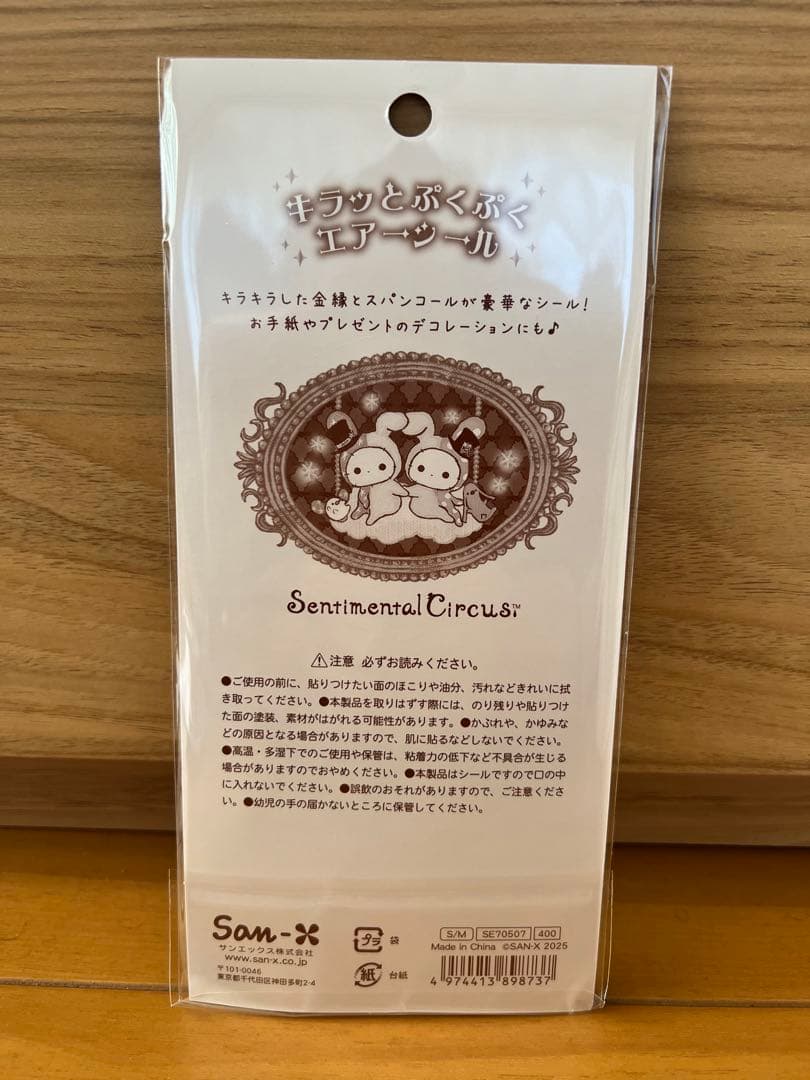 キラッとぷくぷく
エアーシール
キラキラした金縁とスパンコールが豪華なシール！
お手紙やプレゼントのデコレーションにも♪
Sentimental Circus™
⚠注意 必ずお読みください。
●ご使用の前に、貼りつけたい面のほこりや油分、汚れなどきれいに拭
き取ってください。●本製品を取りはずす際には、のり残りや貼りつけ
た面の塗装、素材がはがれる可能性があります。●かぶれや、かゆみな
どの原因となる場合がありますので、肌に貼るなどしないでください。
●高温・多湿下でのご使用や保管は、粘着力の低下など不具合が生じる
場合がありますのでおやめください。●本製品はシールですので口の中
に入れないでください。●誤飲のおそれがありますので、ご注意くださ
い。●幼児の手の届かないところに保管してください。
San-X
サンエックス株式会社
www.san-x.co.jp
〒101-0046
東京都千代田区神田多町2-4
プラ 袋
紙 台紙
S/M SE70507 400
Made in China ©SAN-X 2025
4 974413 898737